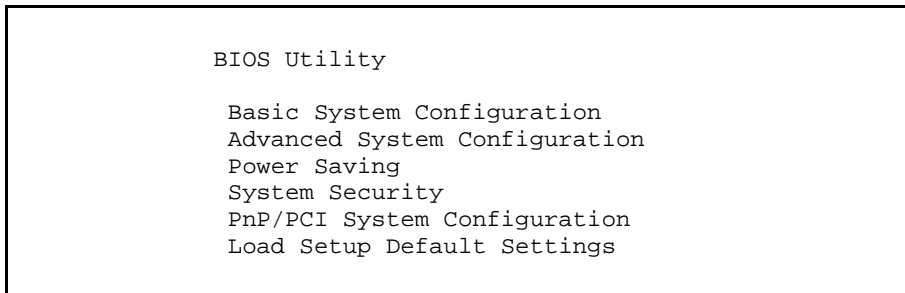 BIOS Utility
Basic System Configuration
Advanced System Configuration
Power Saving
System Security
PnP/PCI System Configuration
Load Setup Default Settings